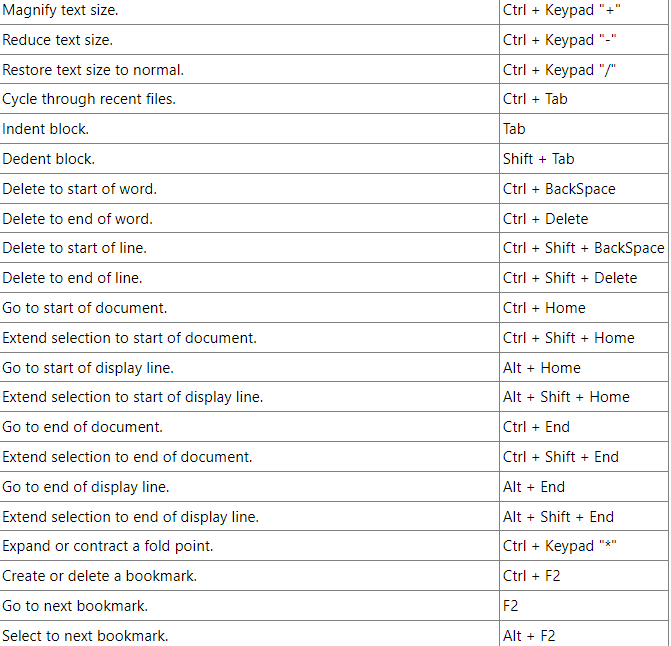 Magnify text size. Ctrl + Keypad "+"
Reduce text size. Ctrl + Keypad "-"
Restore text size to normal. Ctrl + Keypad "/"
Cycle through recent files. Ctrl + Tab
Indent block. Tab
Dedent block. Shift + Tab
Delete to start of word. Ctrl + BackSpace
Delete to end of word. Ctrl + Delete
Delete to start of line. Ctrl + Shift + BackSpace
Delete to end of line. Ctrl + Shift + Delete
Go to start of document. Ctrl + Home
Extend selection to start of document. Ctrl + Shift + Home
Go to start of display line. Alt + Home
Extend selection to start of display line. Alt + Shift + Home
Go to end of document. Ctrl + End
Extend selection to end of document. Ctrl + Shift + End
Go to end of display line. Alt + End
Extend selection to end of display line. Alt + Shift + End
Expand or contract a fold point. Ctrl + Keypad "*"
Create or delete a bookmark. Ctrl + F2
Go to next bookmark. F2
Select to next bookmark. Alt + F2